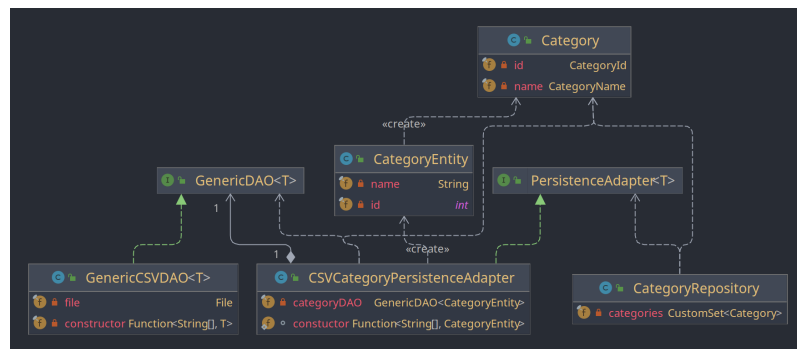 Category
id CategoryId
name CategoryName
«create»
CategoryEntity
name String
id int
GenericDAO<T>
PersistenceAdapter<T>
1
«create»
1
GenericCSVDAO<T>
file File
constructor Function<String[], T>
CSVCategoryPersistenceAdapter
categoryDAO GenericDAO<CategoryEntity>
constuctor Function<String[], CategoryEntity>
CategoryRepository
categories CustomSet<Category>